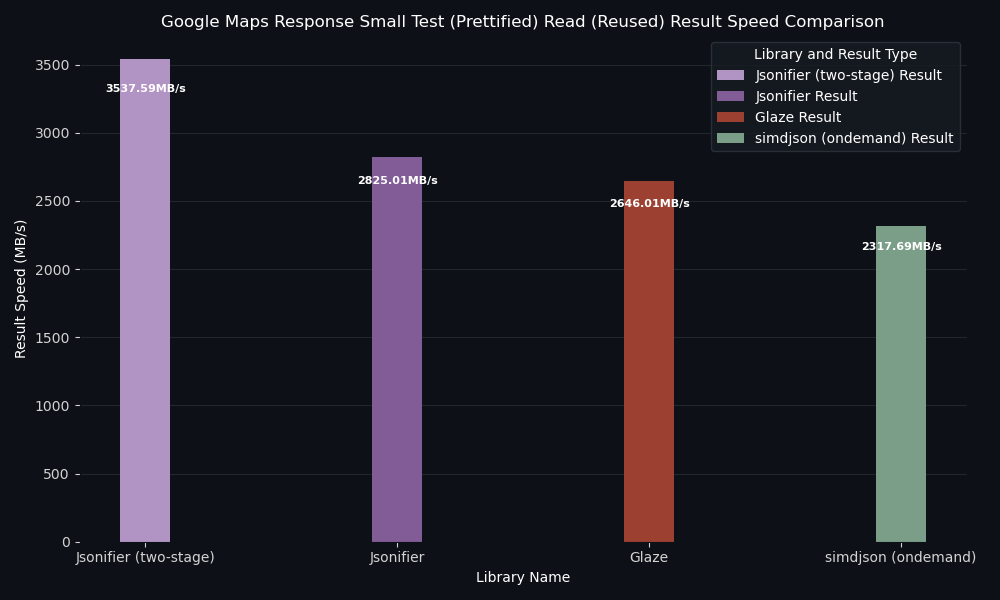 Google Maps Response Small Test (Prettified) Read (Reused) Result Speed Comparison
Library and Result Type
Jsonifier (two-stage) Result
Jsonifier Result
Glaze Result
simdjson (ondemand) Result
Result Speed (MB/s)
3500
3000
2500
2000
1500
1000
500
0
3537.59MB/s
2825.01MB/s
2646.01MB/s
2317.69MB/s
Jsonifier (two-stage)
Jsonifier
Glaze
simdjson (ondemand)
Library Name